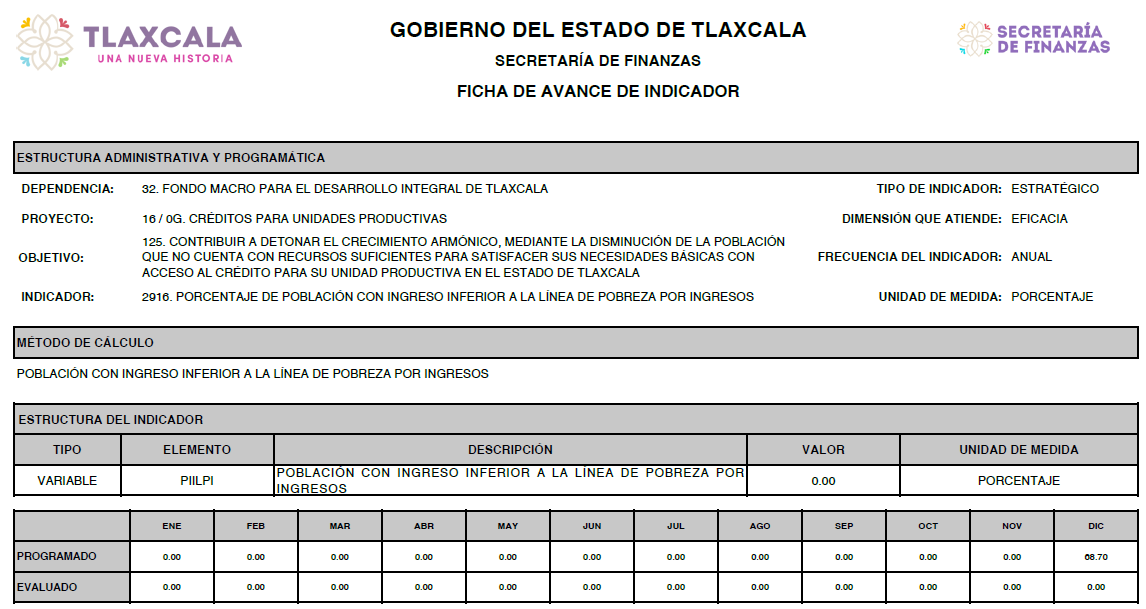 TLAXCALA
UNA NUEVA HISTORIA
GOBIERNO DEL ESTADO DE TLAXCALA
SECRETARÍA DE FINANZAS
FICHA DE AVANCE DE INDICADOR
SECRETARÍA
DE FINANZAS
ESTRUCTURA ADMINISTRATIVA Y PROGRAMÁTICA
DEPENDENCIA: 32. FONDO MACRO PARA EL DESARROLLO INTEGRAL DE TLAXCALA TIPO DE INDICADOR: ESTRATÉGICO
PROYECTO: 16 / 0G. CRÉDITOS PARA UNIDADES PRODUCTIVAS DIMENSIÓN QUE ATIENDE: EFICACIA
OBJETIVO: 125. CONTRIBUIR A DETONAR EL CRECIMIENTO ARMÓNICO, MEDIANTE LA DISMINUCIÓN DE LA POBLACIÓN
QUE NO CUENTA CON RECURSOS SUFICIENTES PARA SATISFACER SUS NECESIDADES BÁSICAS CON
ACCESO AL CRÉDITO PARA SU UNIDAD PRODUCTIVA EN EL ESTADO DE TLAXCALA
FRECUENCIA DEL INDICADOR: ANUAL
INDICADOR: 2916. PORCENTAJE DE POBLACIÓN CON INGRESO INFERIOR A LA LÍNEA DE POBREZA POR INGRESOS UNIDAD DE MEDIDA: PORCENTAJE
MÉTODO DE CÁLCULO
POBLACIÓN CON INGRESO INFERIOR A LA LÍNEA DE POBREZA POR INGRESOS
ESTRUCTURA DEL INDICADOR
TIPO ELEMENTO DESCRIPCIÓN VALOR UNIDAD DE MEDIDA
VARIABLE PIILPI POBLACIÓN CON INGRESO INFERIOR A LA LÍNEA DE POBREZA POR
INGRESOS
0.00 PORCENTAJE
ENE FEB MAR ABR MAY JUN JUL AGO SEP OCT NOV DIC
PROGRAMADO 0.00 0.00 0.00 0.00 0.00 0.00 0.00 0.00 0.00 0.00 0.00 68.70
EVALUADO 0.00 0.00 0.00 0.00 0.00 0.00 0.00 0.00 0.00 0.00 0.00 0.00